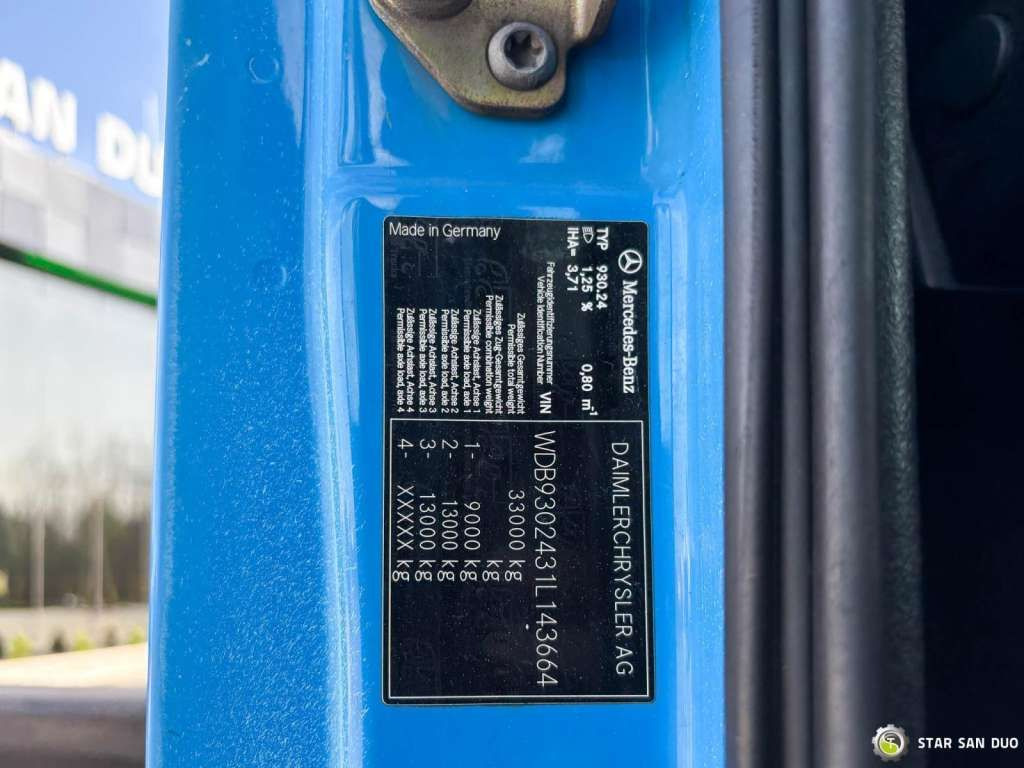 AN DU
Mercedes-Benz
TYP 930.24
1,25 % 0,80 m⁻¹
IHA= 3,71
DAIMLERCHRYSLER AG
Fahrzeugidentifizierungsnummer
Vehicle Identification Number VIN WDB9302431L143664
Zulässiges Gesamtgewicht
Permissible total weight 33000 kg
Zulässiges Zug-Gesamtgewicht
Permissible combination weight kg
Zulässige Achslast, Achse 1
Permissible axle load, axle 1 1- 9000 kg
Zulässige Achslast, Achse 2
Permissible axle load, axle 2 2- 13000 kg
Zulässige Achslast, Achse 3
Permissible axle load, axle 3 3- 13000 kg
Zulässige Achslast, Achse 4
Permissible axle load, axle 4 4- XXXXX kg
Made in Germany
STAR SAN DUO